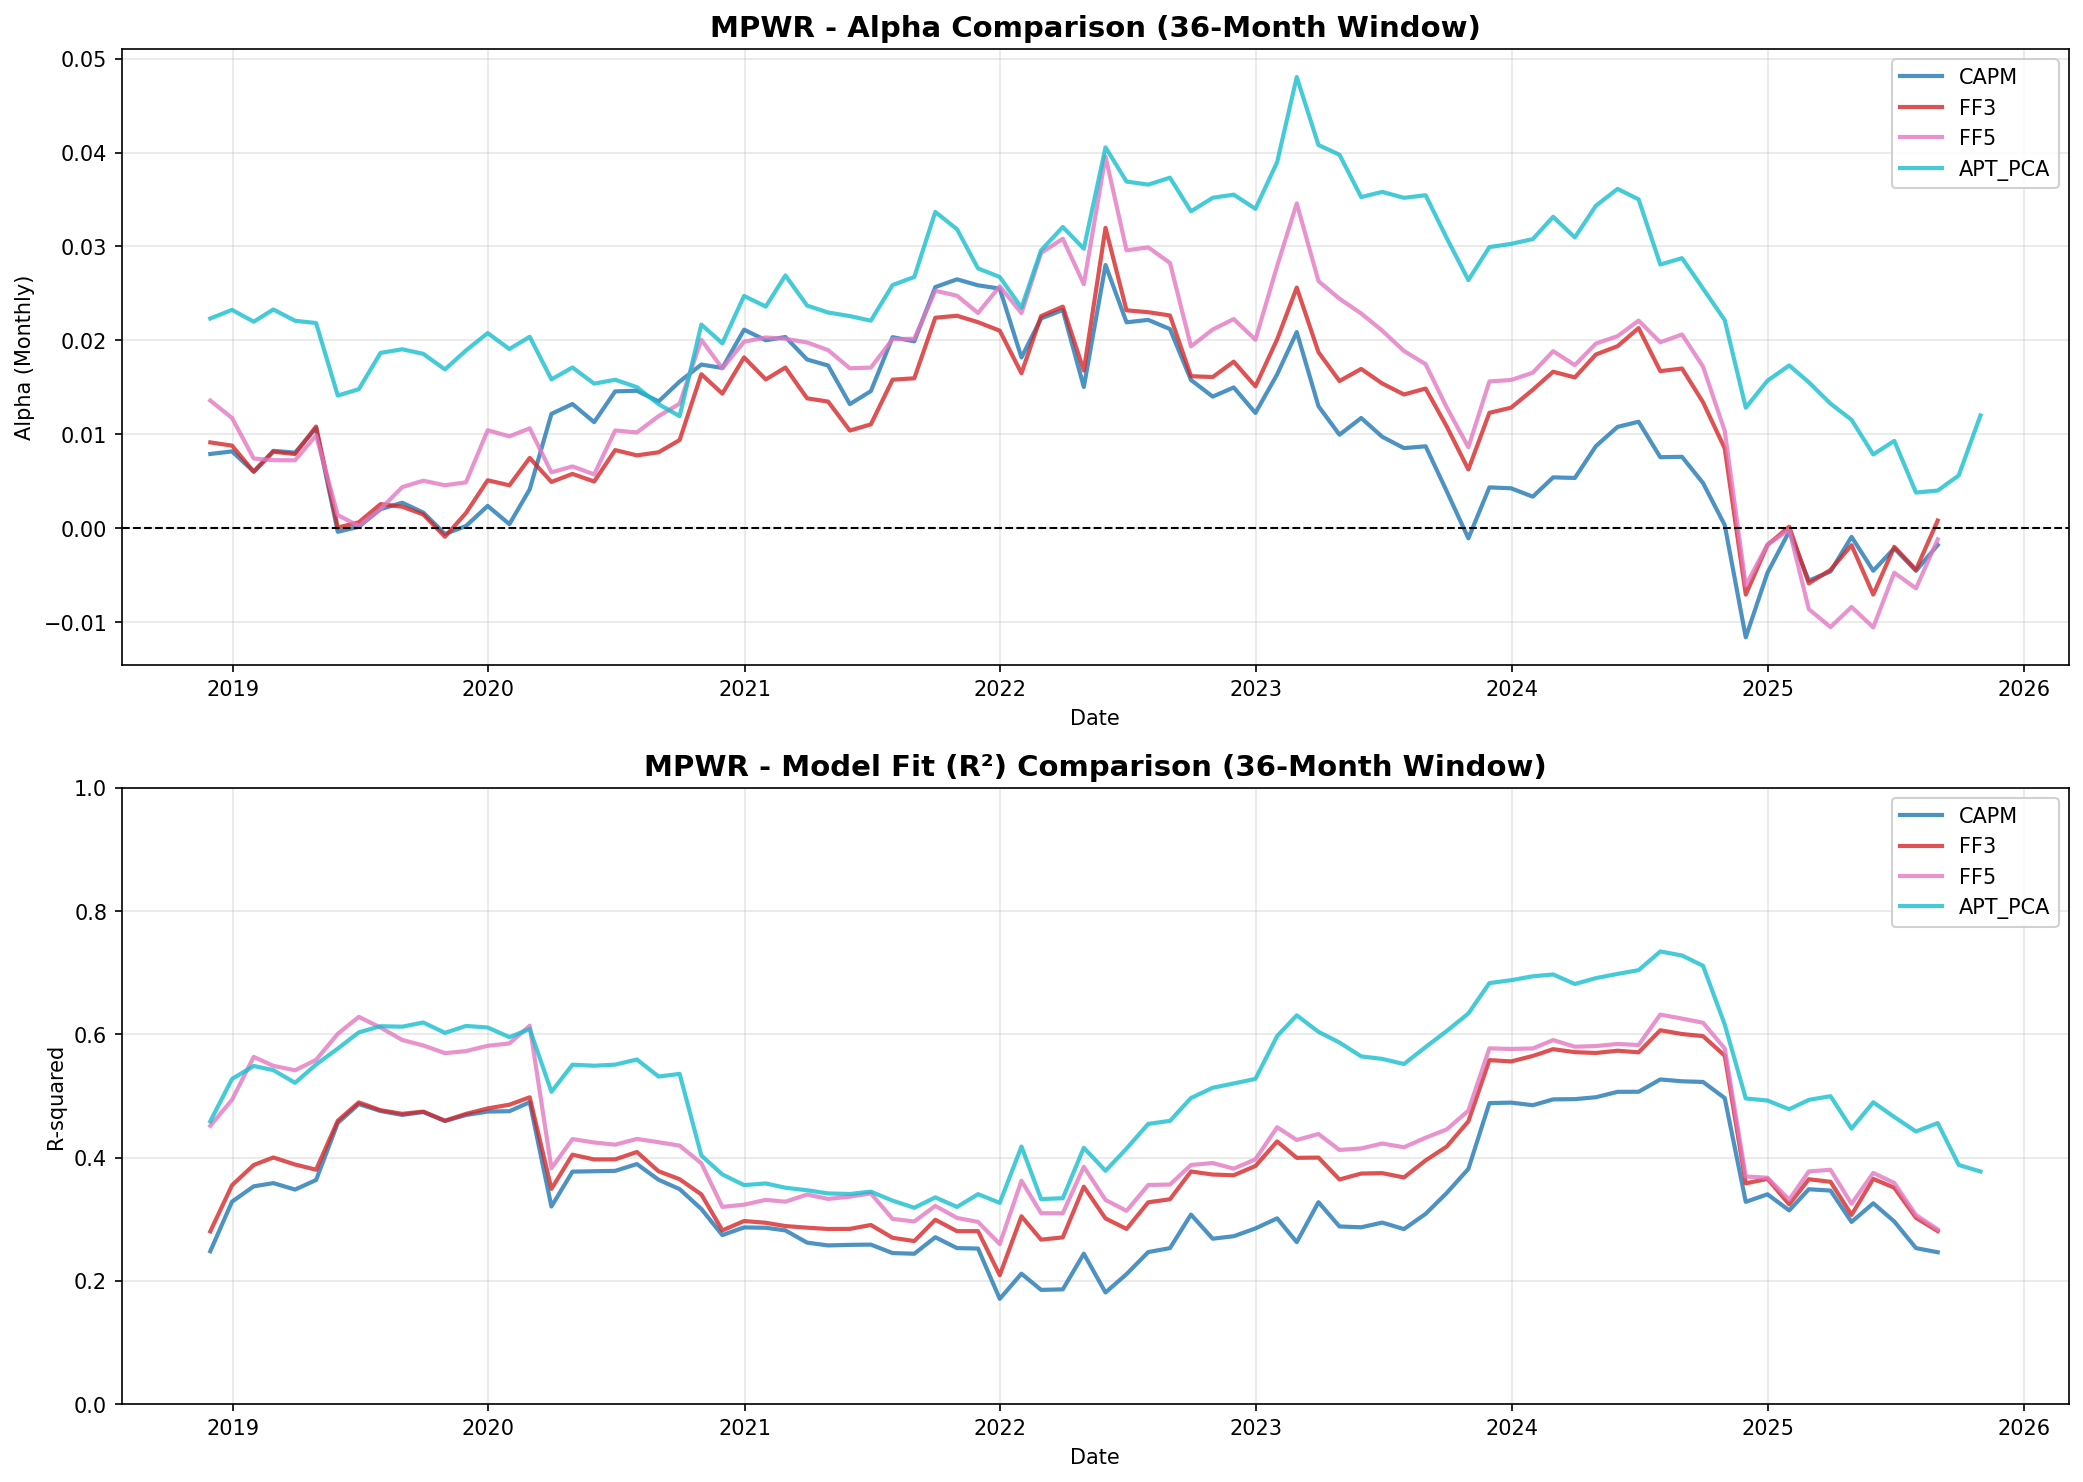 MPWR - Alpha Comparison (36-Month Window)
Alpha (Monthly)
0.05
0.04
0.03
0.02
0.01
0.00
−0.01
CAPM
FF3
FF5
APT_PCA
2019 2020 2021 2022 2023 2024 2025 2026
Date
MPWR - Model Fit (R²) Comparison (36-Month Window)
R-squared
1.0
0.8
0.6
0.4
0.2
0.0
CAPM
FF3
FF5
APT_PCA
2019 2020 2021 2022 2023 2024 2025 2026
Date